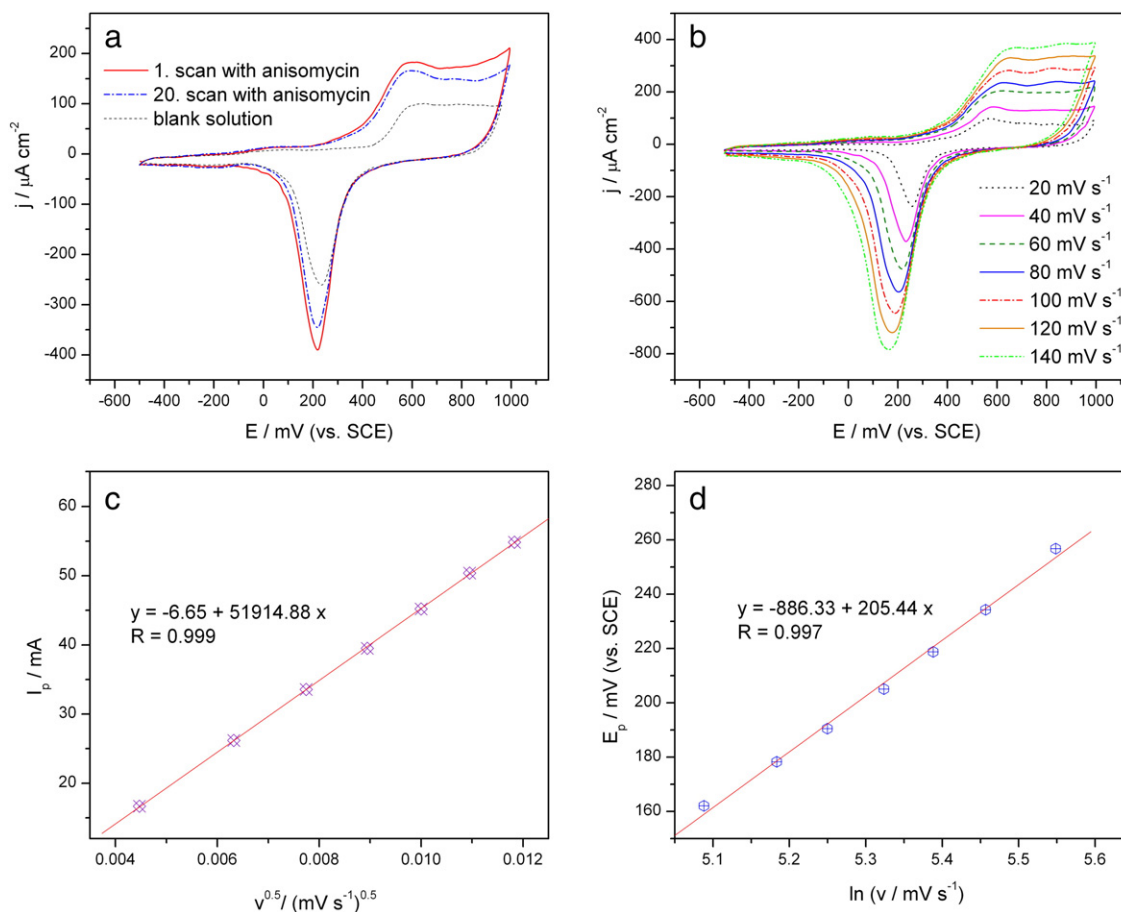 a
1. scan with anisomycin
20. scan with anisomycin
blank solution
200
100
0
-100
-200
-300
-400
j / μA cm⁻²
-600 -400 -200 0 200 400 600 800 1000
E / mV (vs. SCE)
b
400
200
0
-200
-400
-600
-800
j / μA cm⁻²
20 mV s⁻¹
40 mV s⁻¹
60 mV s⁻¹
80 mV s⁻¹
100 mV s⁻¹
120 mV s⁻¹
140 mV s⁻¹
-600 -400 -200 0 200 400 600 800 1000
E / mV (vs. SCE)
c
60
50
40
30
20
I_p / mA
y = -6.65 + 51914.88 x
R = 0.999
0.004 0.006 0.008 0.010 0.012
v⁰·⁵/ (mV s⁻¹)⁰·⁵
d
280
260
240
220
200
180
160
E_p / mV (vs. SCE)
y = -886.33 + 205.44 x
R = 0.997
5.1 5.2 5.3 5.4 5.5 5.6
ln (v / mV s⁻¹)